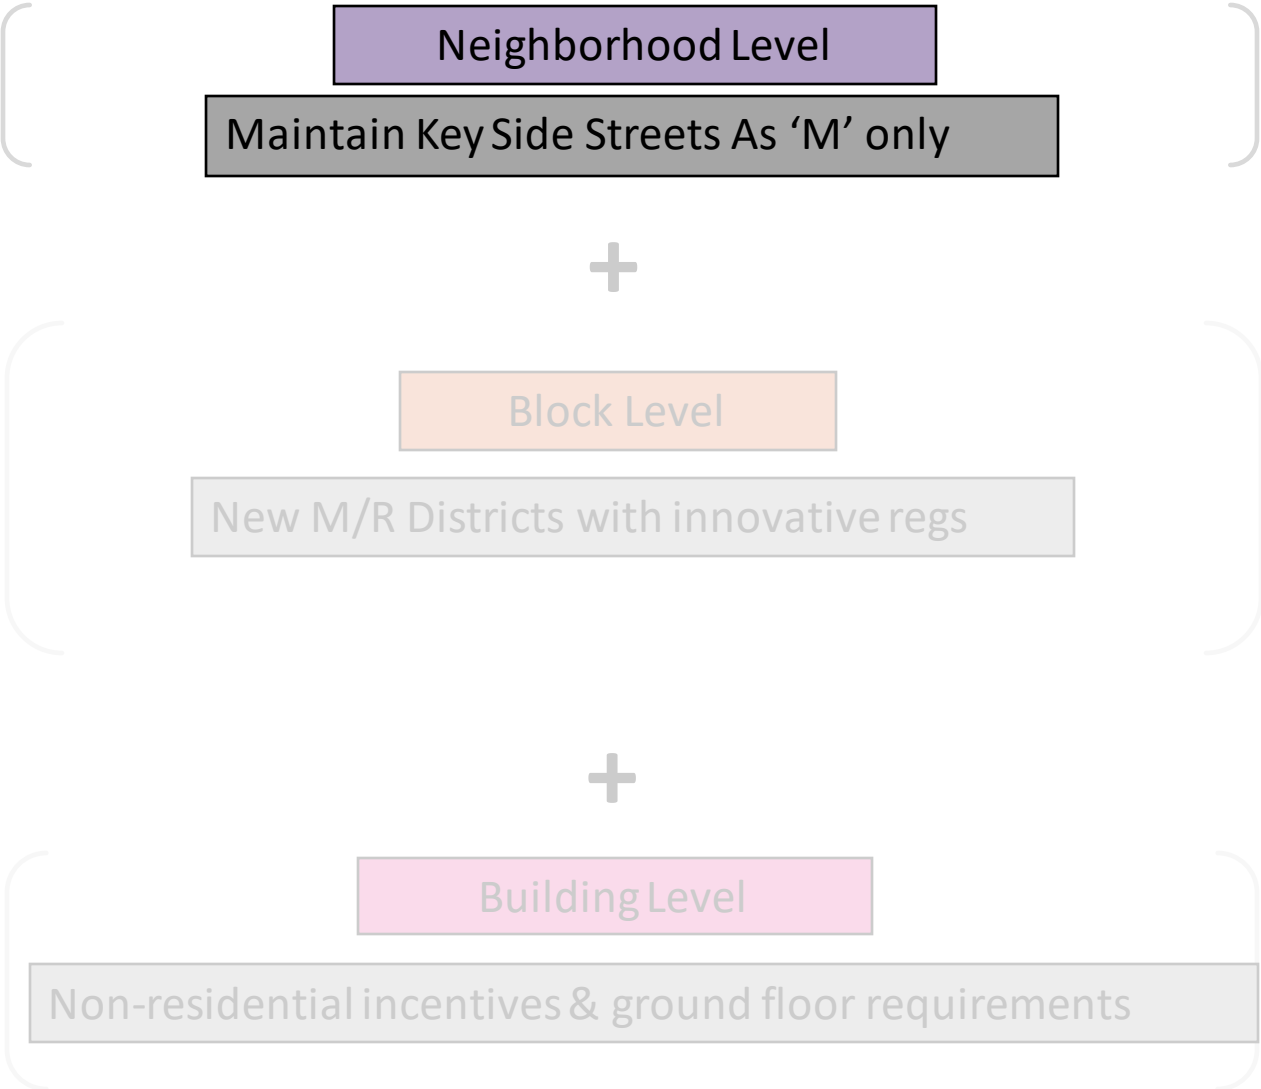 Neighborhood Level
Maintain Key Side Streets As ‘M’ only
+
Block Level
New M/R Districts with innovative regs
+
Building Level
Non-residential incentives & ground floor requirements